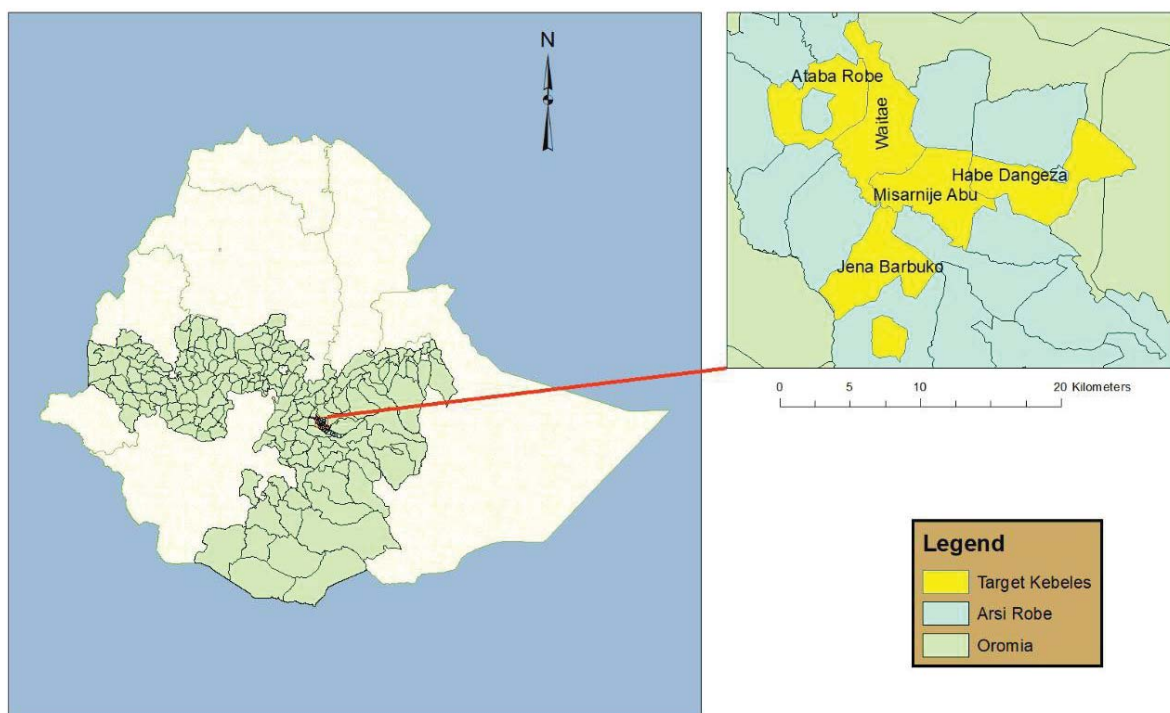 N
Ataba Robe
Waitae
Habe Dangeza
Misarnije Abu
Jena Barbuko
0 5 10 20 Kilometers
Legend
Target Kebeles
Arsi Robe
Oromia